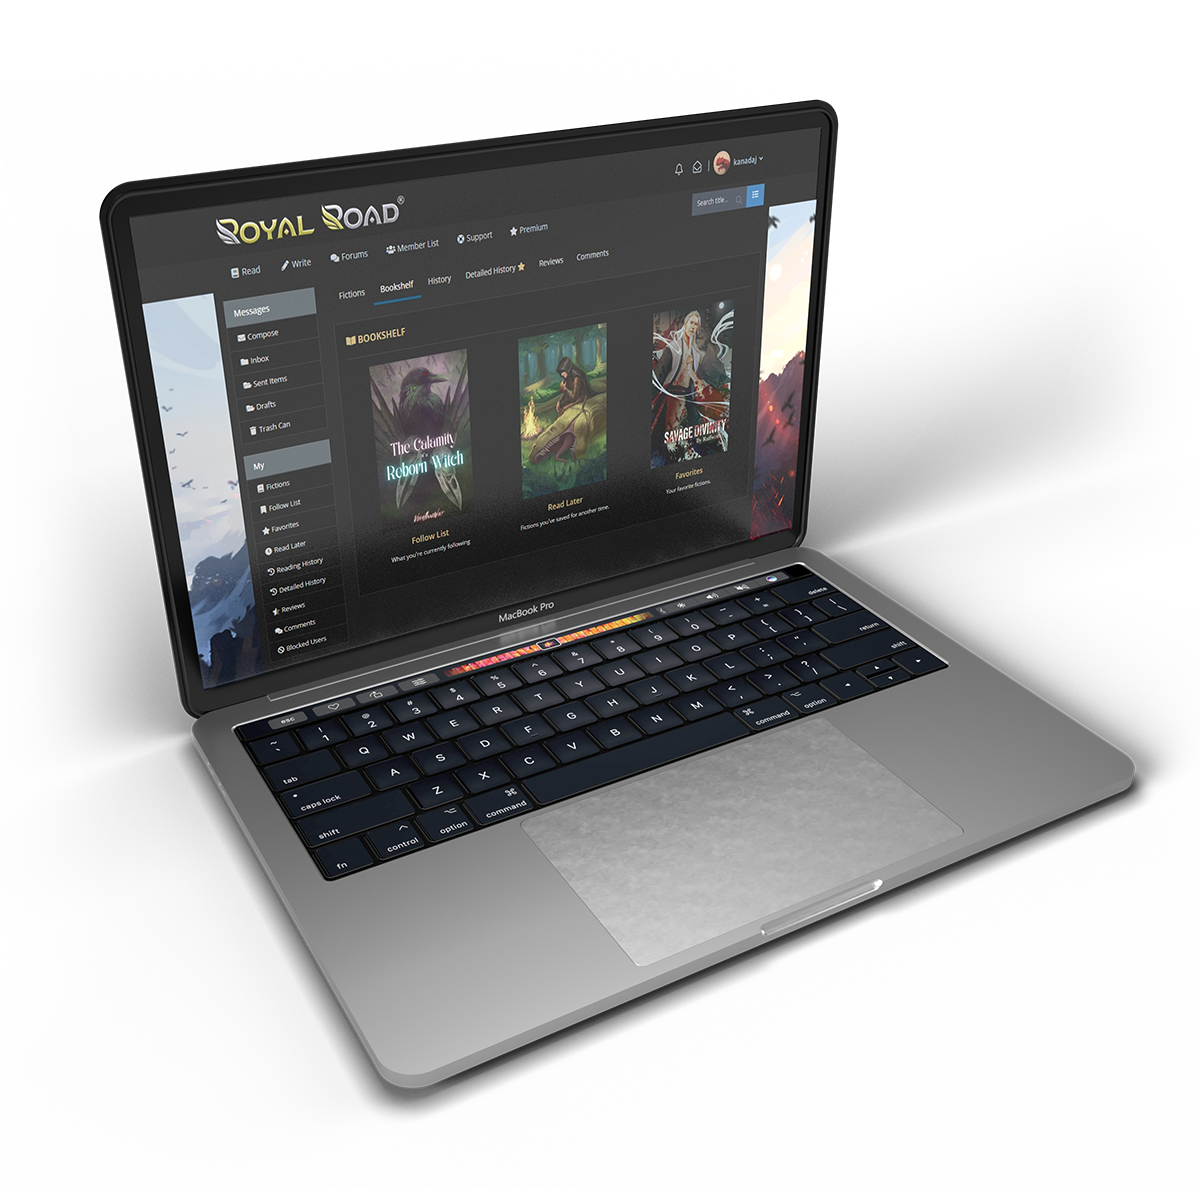 kanadaj
ROYAL ROAD®
Search title...
Read Write Forums Member List Support Premium
Fictions Bookshelf History Detailed History Reviews Comments
Messages
Compose
Inbox
Sent Items
Drafts
Trash Can
My
Fictions
Follow List
Favorites
Read Later
Reading History
Detailed History
Reviews
Comments
Blocked Users
BOOKSHELF
The Calamity
Reborn Witch
Follow List
What you're currently following
Read Later
Fictions you've saved for another time.
SAVAGE DIVINITY
Favorites
Your favorite fictions.
MacBook Pro
esc
~ ` 1 @ 2 # 3 $ 4 % 5 ^ 6 & 7 * 8 ( 9 ) 0 - + = delete
tab Q W E R T Y U I O P { [ } ] | \
caps lock A S D F G H J K L : ; " ' return
shift Z X C V B N M < , > . ? / shift
fn control option command command option